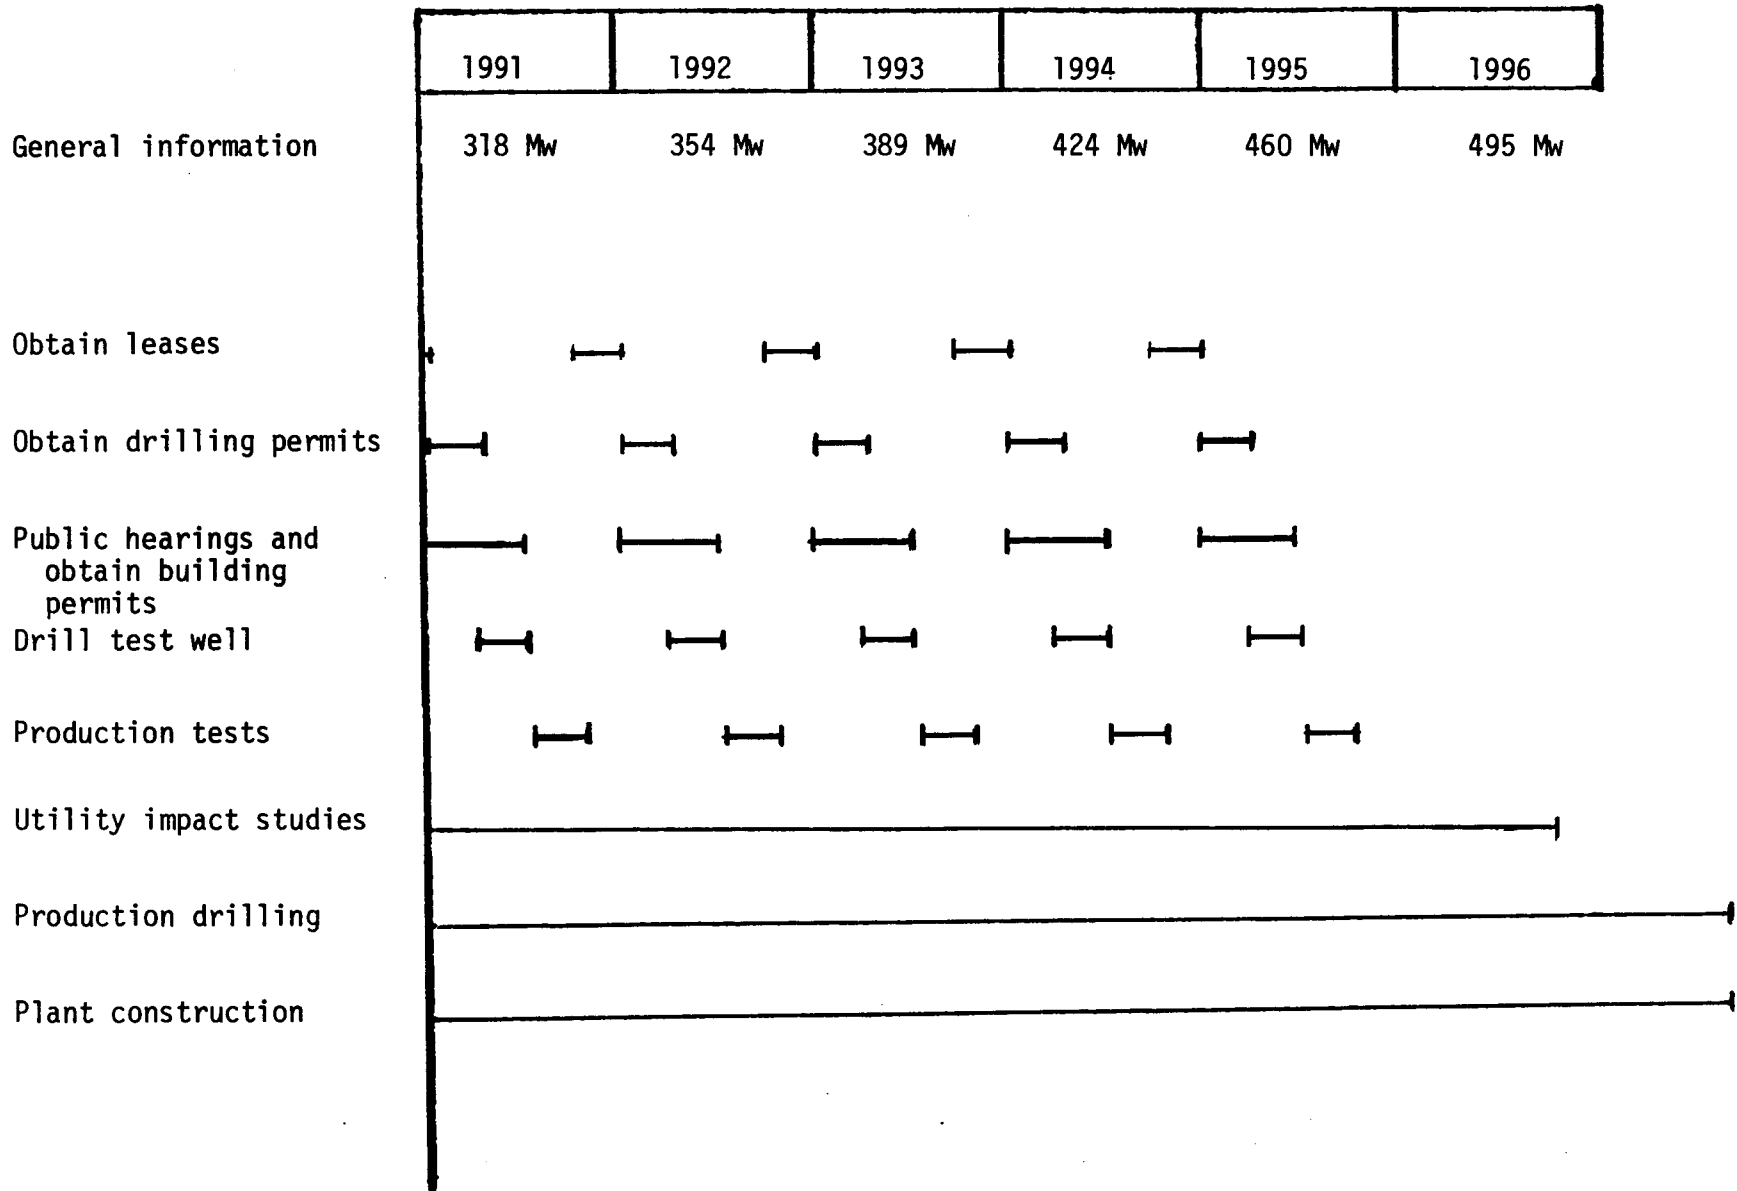 1991 1992 1993 1994 1995 1996
General information 318 Mw 354 Mw 389 Mw 424 Mw 460 Mw 495 Mw
Obtain leases
Obtain drilling permits
Public hearings and
obtain building
permits
Drill test well
Production tests
Utility impact studies
Production drilling
Plant construction